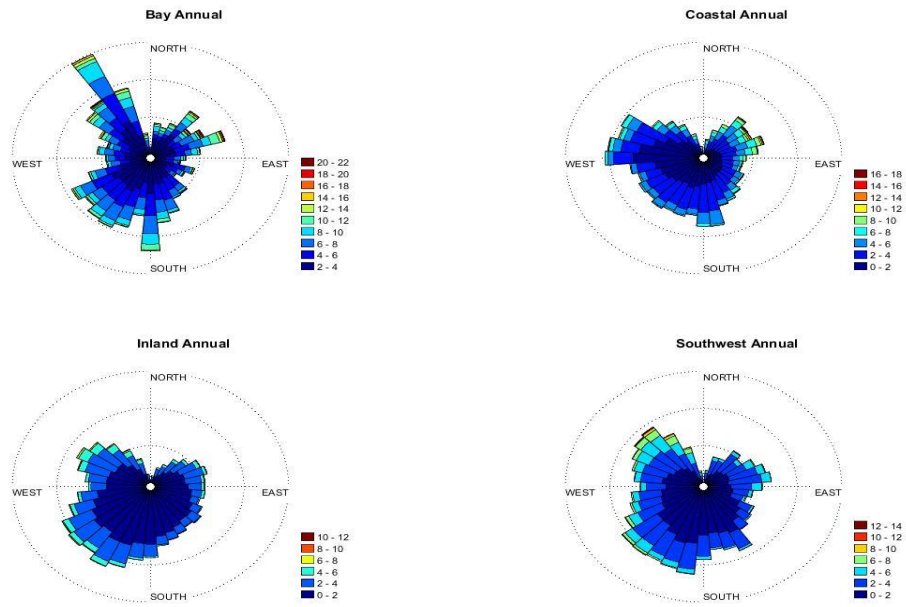 Bay Annual
NORTH
WEST
EAST
SOUTH
20 - 22
18 - 20
16 - 18
14 - 16
12 - 14
10 - 12
8 - 10
6 - 8
4 - 6
2 - 4
Coastal Annual
NORTH
WEST
EAST
SOUTH
16 - 18
14 - 16
12 - 14
10 - 12
8 - 10
6 - 8
4 - 6
2 - 4
0 - 2
Inland Annual
NORTH
WEST
EAST
SOUTH
10 - 12
8 - 10
6 - 8
4 - 6
2 - 4
0 - 2
Southwest Annual
NORTH
WEST
EAST
SOUTH
12 - 14
10 - 12
8 - 10
6 - 8
4 - 6
2 - 4
0 - 2